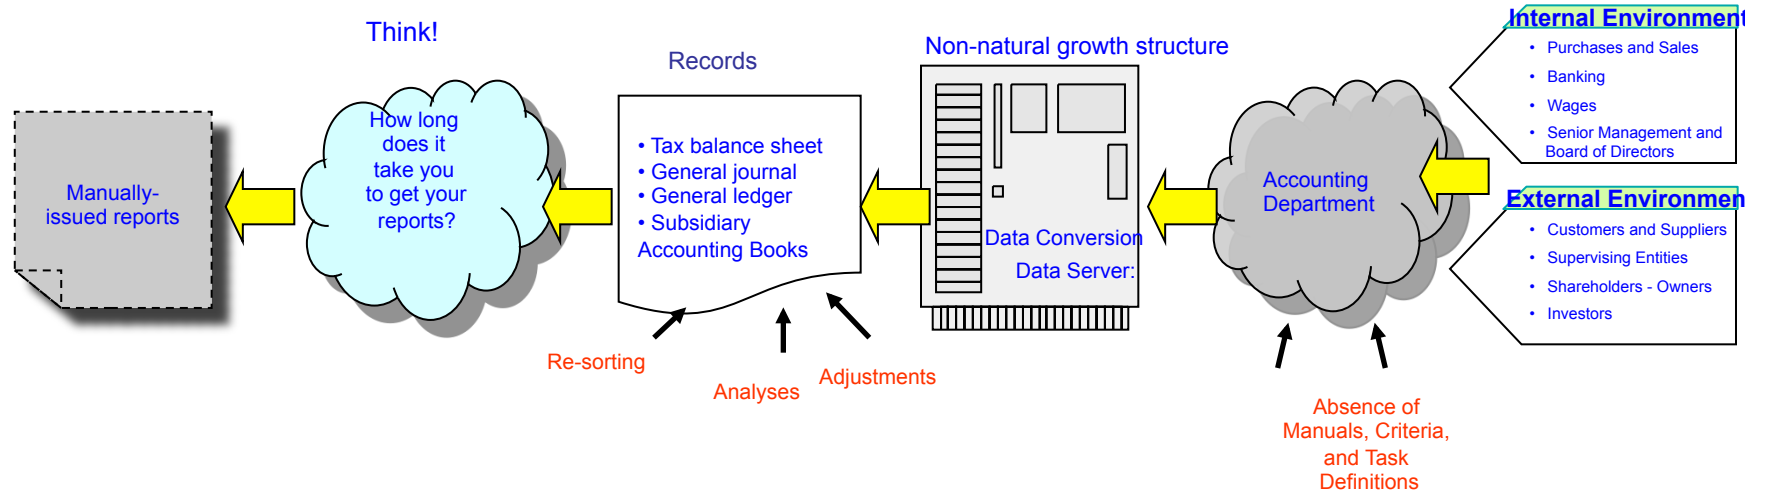 Think!
Records
Non-natural growth structure
Internal Environment
• Purchases and Sales
• Banking
• Wages
• Senior Management and
Board of Directors
Manually-
issued reports
How long
does it
take you
to get your
reports?
• Tax balance sheet
• General journal
• General ledger
• Subsidiary
Accounting Books
Data Conversion
Data Server:
Accounting
Department
External Environmen
• Customers and Suppliers
• Supervising Entities
• Shareholders - Owners
• Investors
Re-sorting
Analyses
Adjustments
Absence of
Manuals, Criteria,
and Task
Definitions